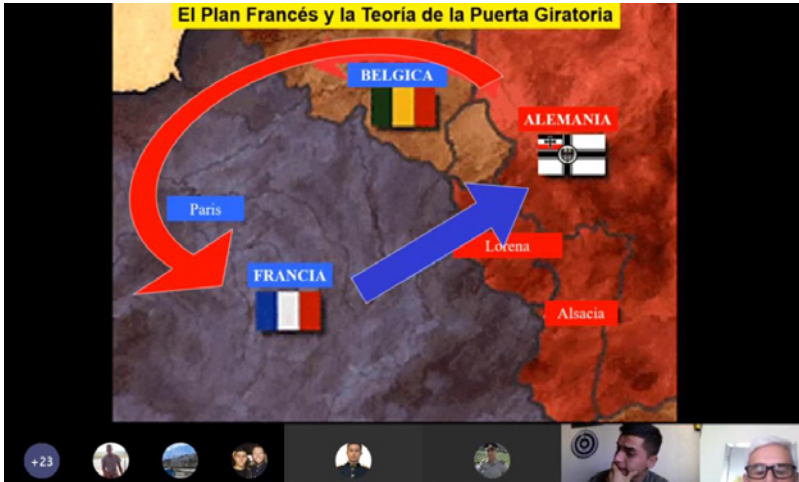 El Plan Francés y la Teoría de la Puerta Giratoria
BELGICA
ALEMANIA
Paris
Lorena
FRANCIA
Alsacia
+23